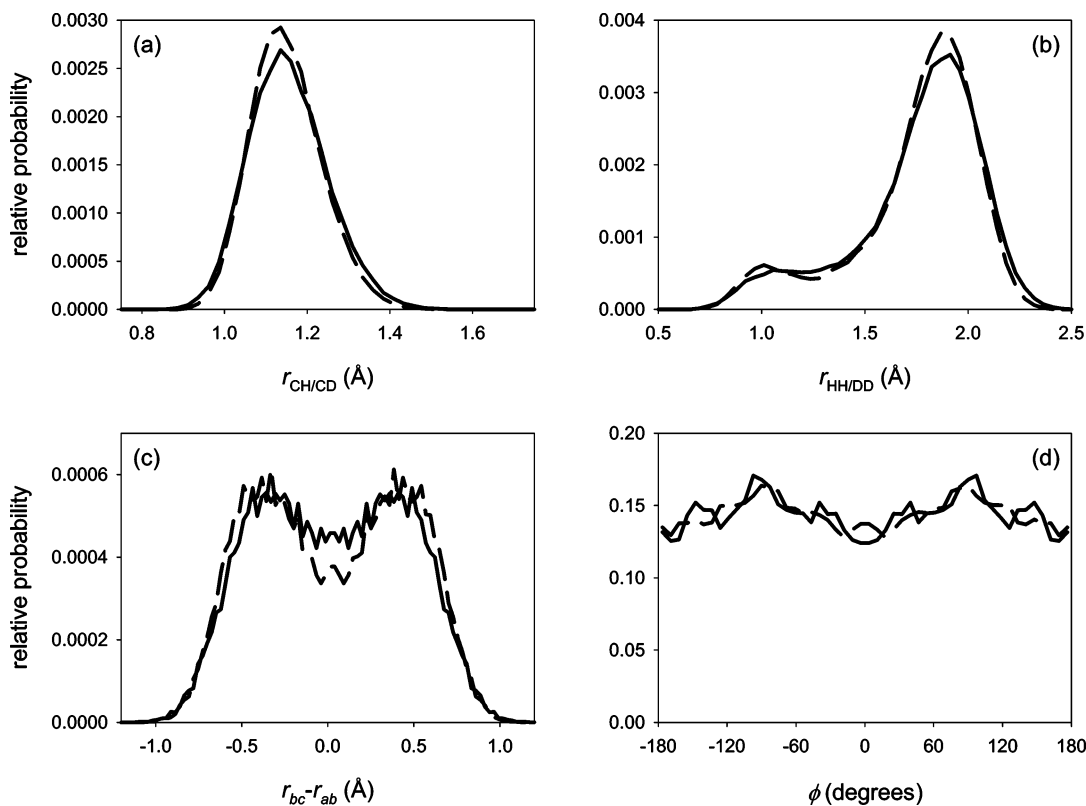 (a)
relative probability
0.0030
0.0025
0.0020
0.0015
0.0010
0.0005
0.0000
0.8 1.0 1.2 1.4 1.6
r CH/CD (Å)
(b)
0.004
0.003
0.002
0.001
0.000
0.5 1.0 1.5 2.0 2.5
r HH/DD (Å)
(c)
relative probability
0.0006
0.0004
0.0002
0.0000
-1.0 -0.5 0.0 0.5 1.0
r bc-r ab (Å)
(d)
0.20
0.15
0.10
0.05
0.00
-180 -120 -60 0 60 120 180
ϕ (degrees)